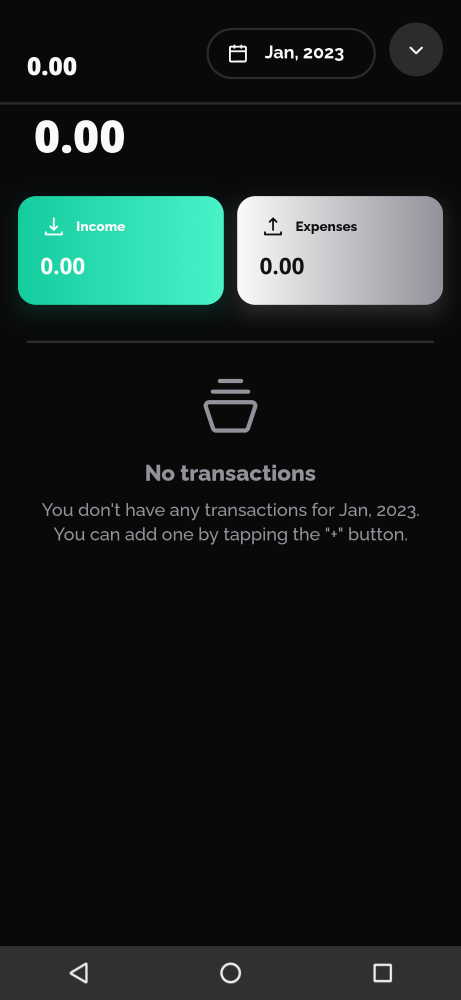 0.00
Jan, 2023
0.00
Income
0.00
Expenses
0.00
No transactions
You don't have any transactions for Jan, 2023.
You can add one by tapping the "+" button.